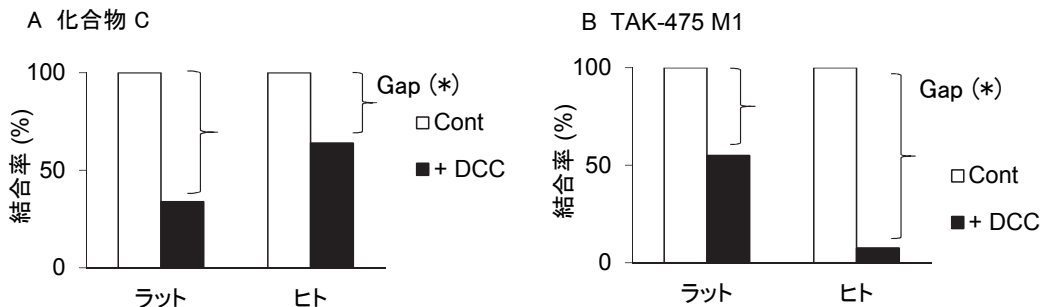 A 化合物 C
100
50
0
結合率 (%)
ラット
ヒト
Gap (*)
Cont
+ DCC
B TAK-475 M1
100
50
0
結合率 (%)
ラット
ヒト
Gap (*)
Cont
+ DCC